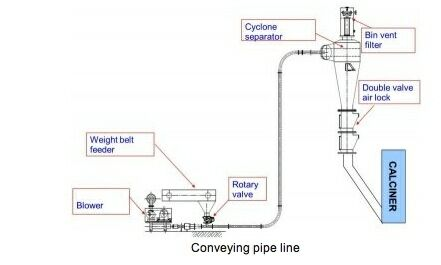 Cyclone
separator
Bin vent
filter
Double valve
air lock
Weight belt
feeder
Rotary
valve
Blower
CALCINER
Conveying pipe line